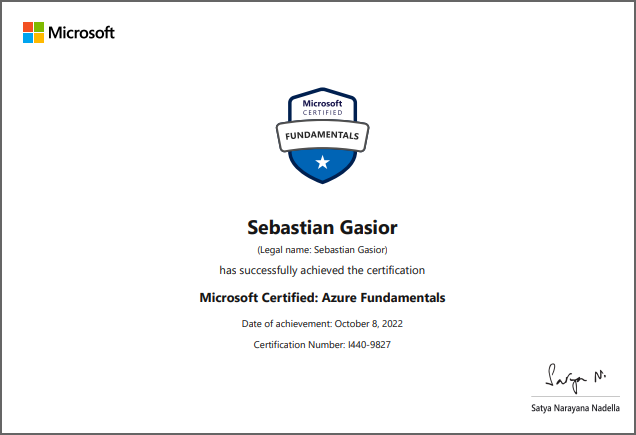 Microsoft
Microsoft
CERTIFIED
FUNDAMENTALS
Sebastian Gasior
(Legal name: Sebastian Gasior)
has successfully achieved the certification
Microsoft Certified: Azure Fundamentals
Date of achievement: October 8, 2022
Certification Number: I440-9827
Satya N.
Satya Narayana Nadella